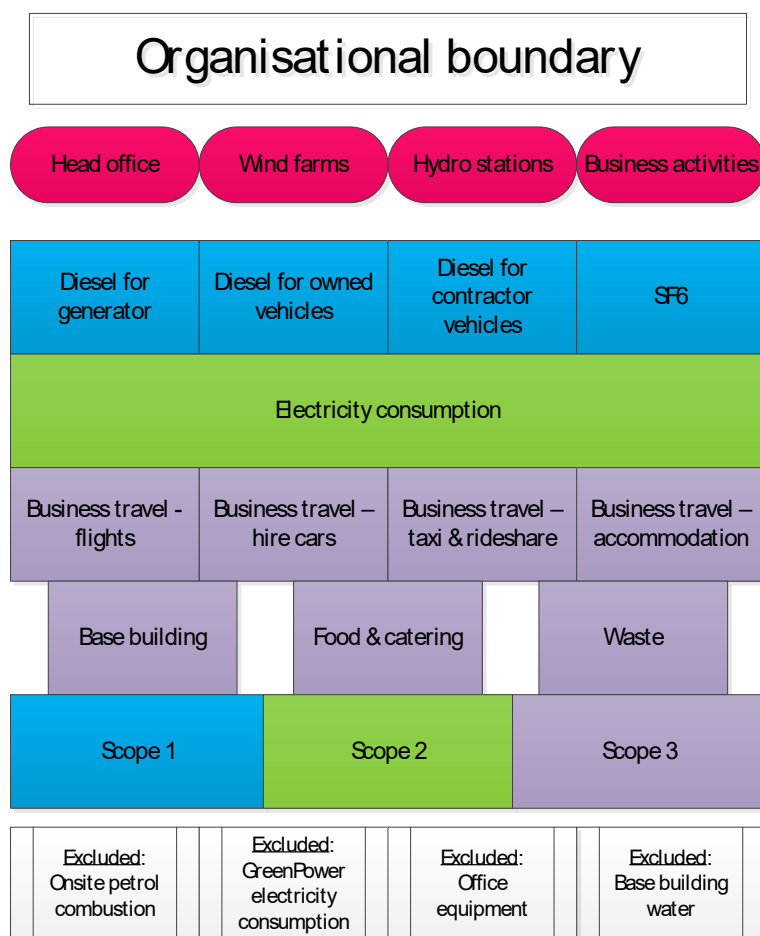 Organisational boundary
Head office
Wind farms
Hydro stations
Business activities
Diesel for
generator
Diesel for owned
vehicles
Diesel for
contractor
vehicles
SF6
Electricity consumption
Business travel -
flights
Business travel –
hire cars
Business travel –
taxi & rideshare
Business travel –
accommodation
Base building
Food & catering
Waste
Scope 1
Scope 2
Scope 3
Excluded:
Onsite petrol
combustion
Excluded:
GreenPower
electricity
consumption
Excluded:
Office
equipment
Excluded:
Base building
water